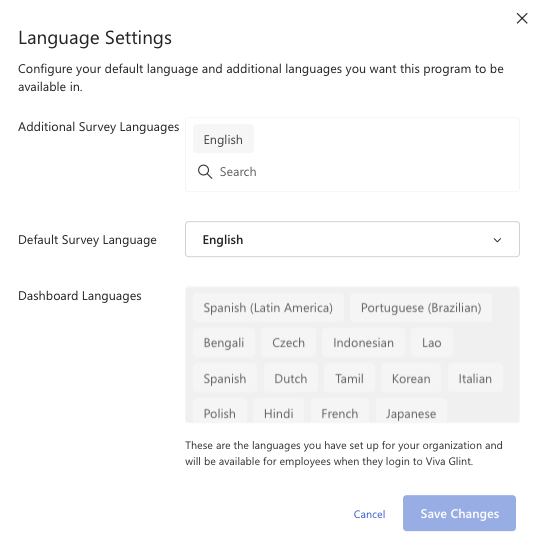 Language Settings
Configure your default language and additional languages you want this program to be
available in.
Additional Survey Languages
English
Search
Default Survey Language
English
Dashboard Languages
Spanish (Latin America) Portuguese (Brazilian)
Bengali Czech Indonesian Lao
Spanish Dutch Tamil Korean Italian
Polish Hindi French Japanese
These are the languages you have set up for your organization and
will be available for employees when they login to Viva Glint.
Cancel Save Changes